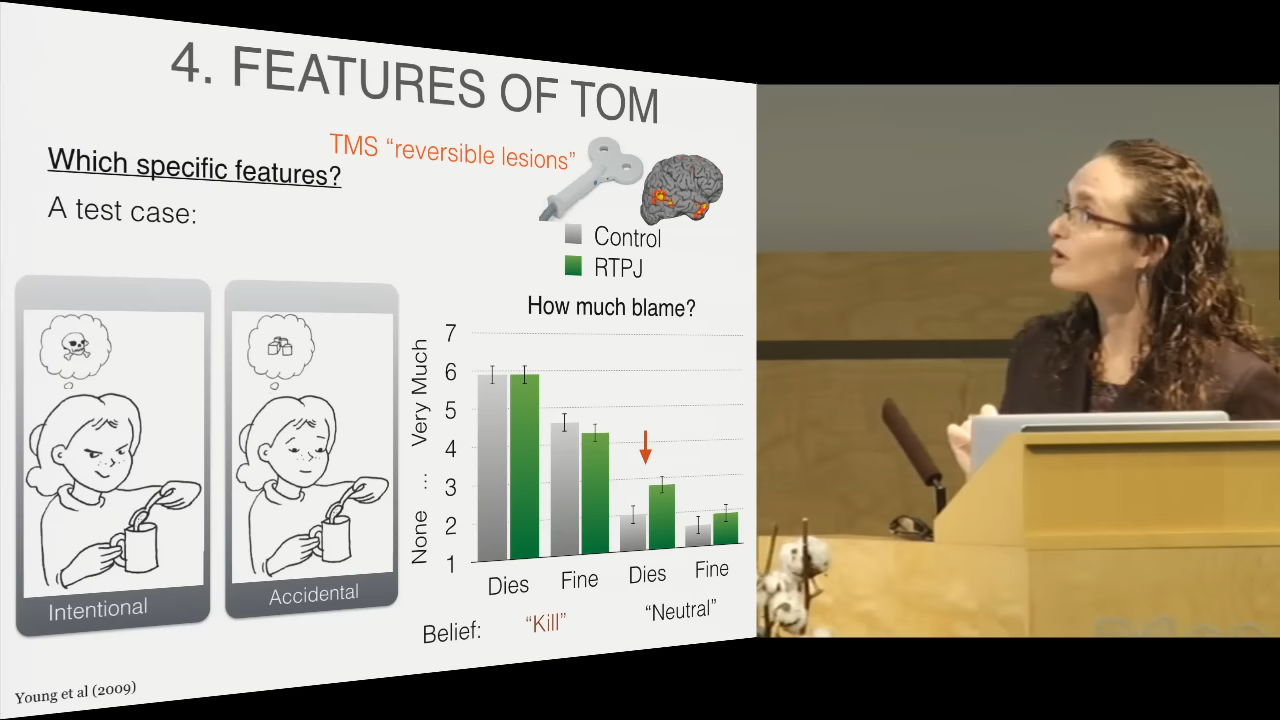 4. FEATURES OF TOM
TMS “reversible lesions”
Which specific features?
A test case:
Control
RTPJ
How much blame?
7
6
5
4
3
2
1
None ... Very Much
Dies
Fine
Dies
Fine
Belief:
“Kill”
“Neutral”
Intentional
Accidental
Young et al (2009)